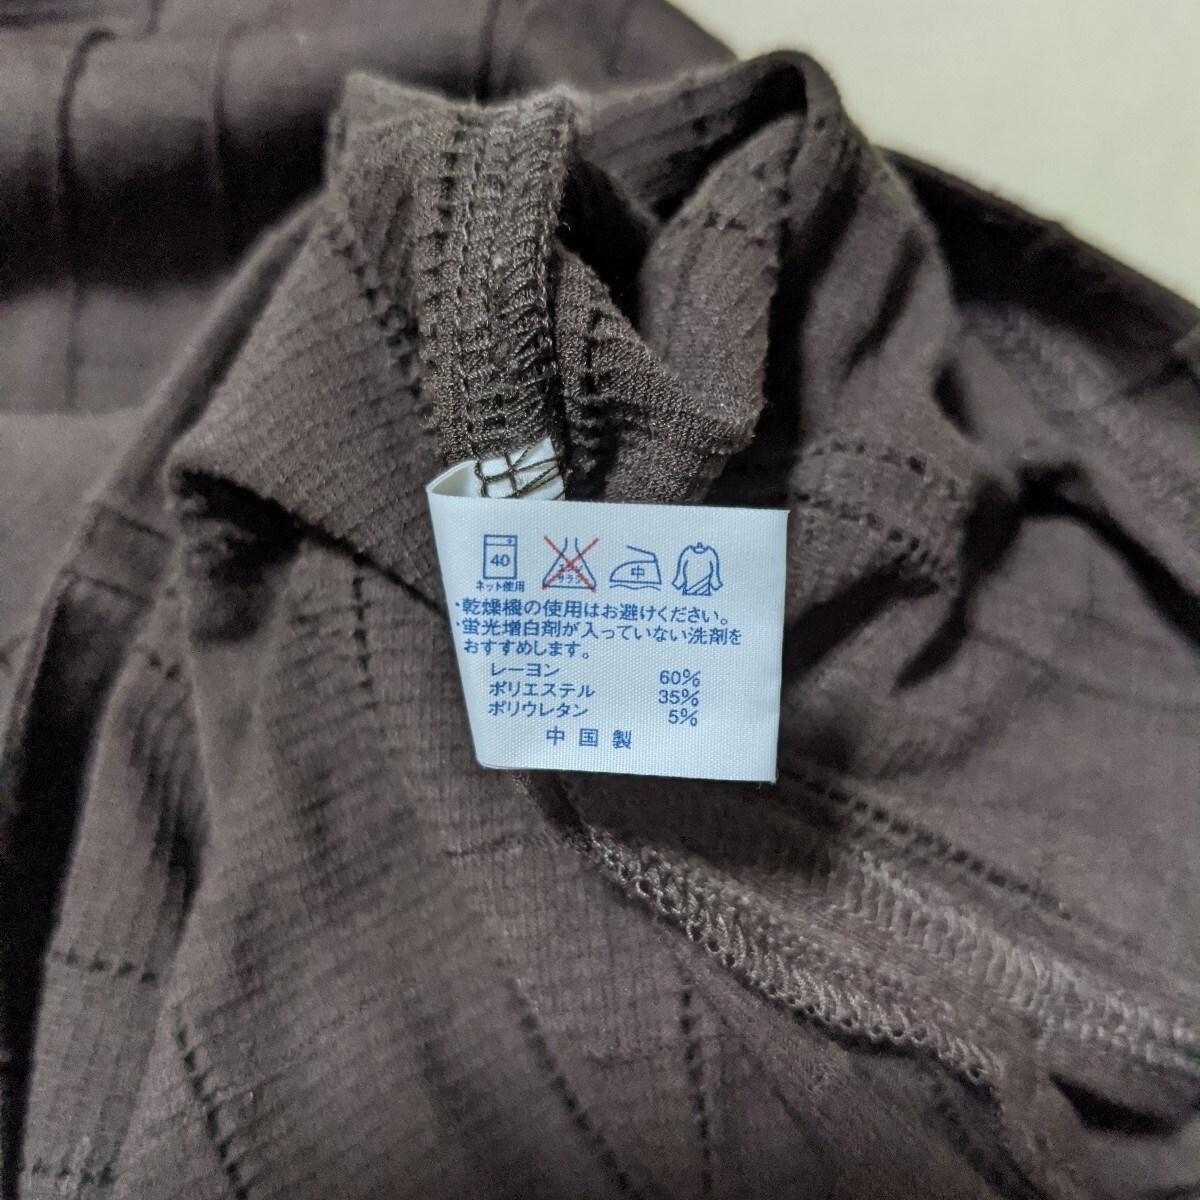 40
中
ネット使用
・乾燥機の使用はお避けください。
・蛍光増白剤が入っていない洗剤を
おすすめします。
レーヨン 60%
ポリエステル 35%
ポリウレタン 5%
中国製